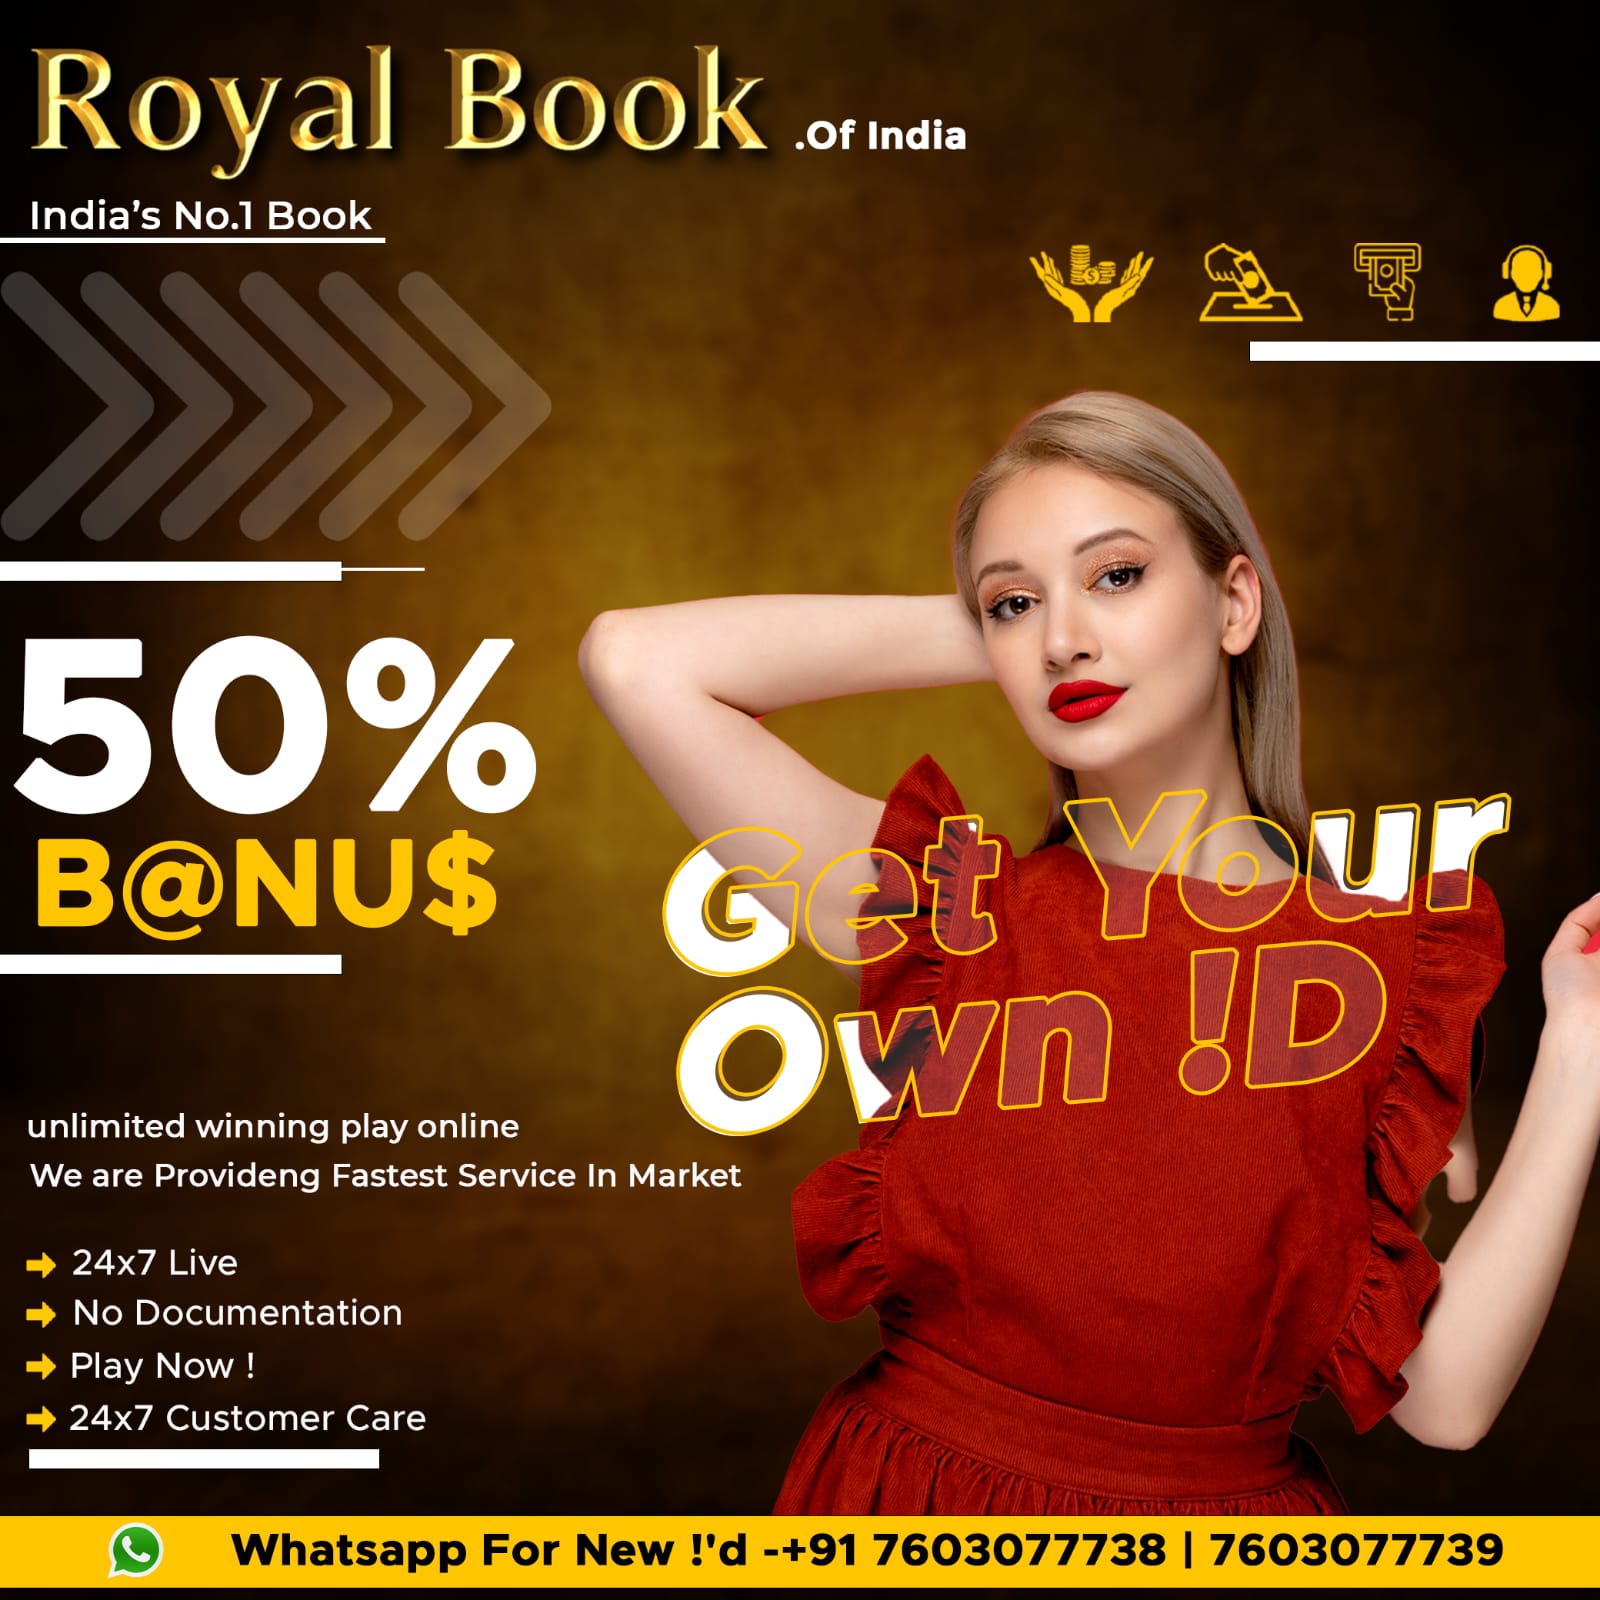 Royal Book .Of India
India's No.1 Book
50%
B@NU$
Get Your
Own !D
unlimited winning play online
We are Provideng Fastest Service In Market
24x7 Live
No Documentation
Play Now !
24x7 Customer Care
Whatsapp For New !'d -+91 7603077738 | 7603077739